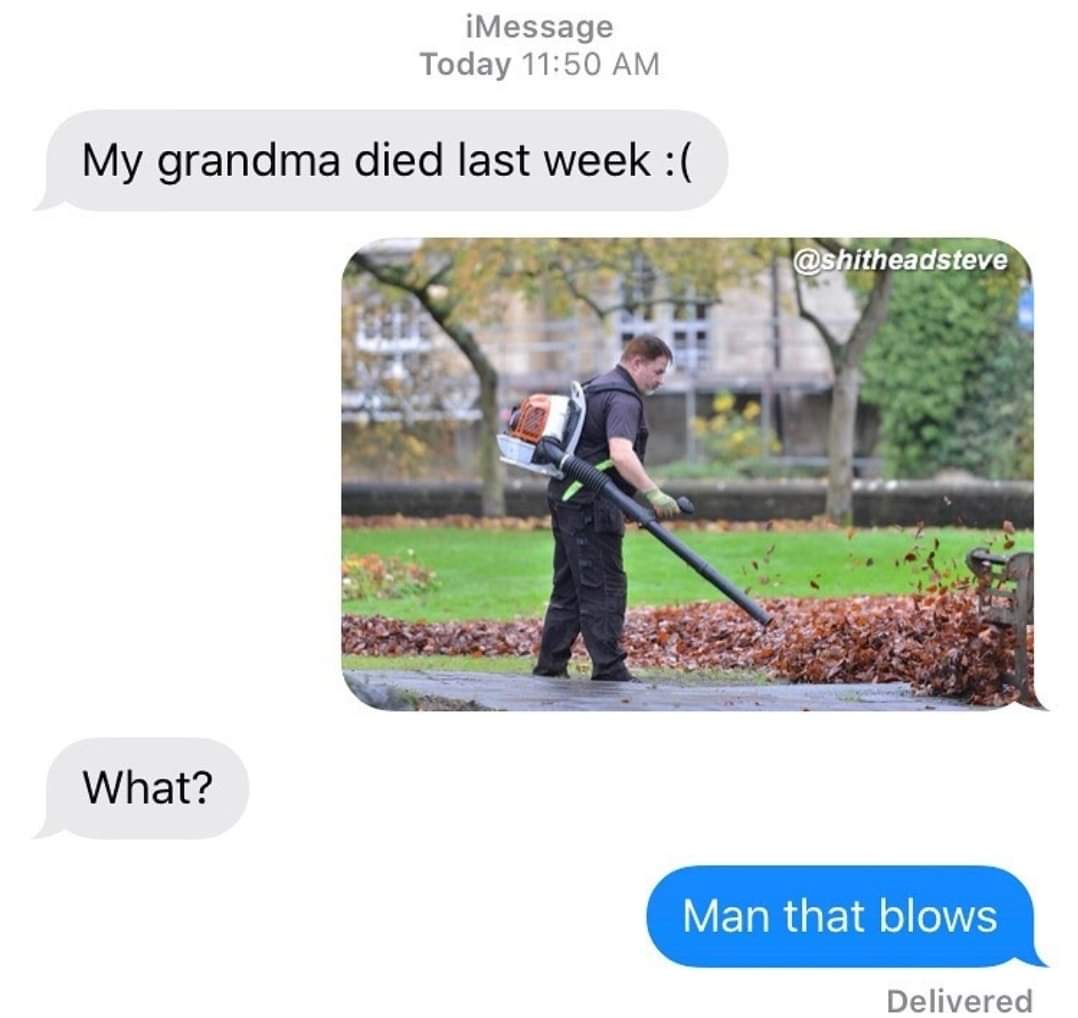 iMessage
Today 11:50 AM
My grandma died last week :(
@shitheadsteve
What?
Man that blows
Delivered